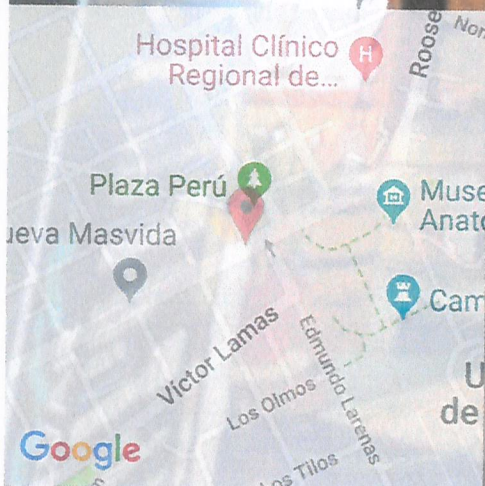 Hospital Clínico
Regional de...
Roose
Nor
Plaza Perú
Muse
Anato
ueva Masvida
Cam
Víctor Lamas
Edmundo Larenas
Los Olmos
U
de
Google
Los Tilos